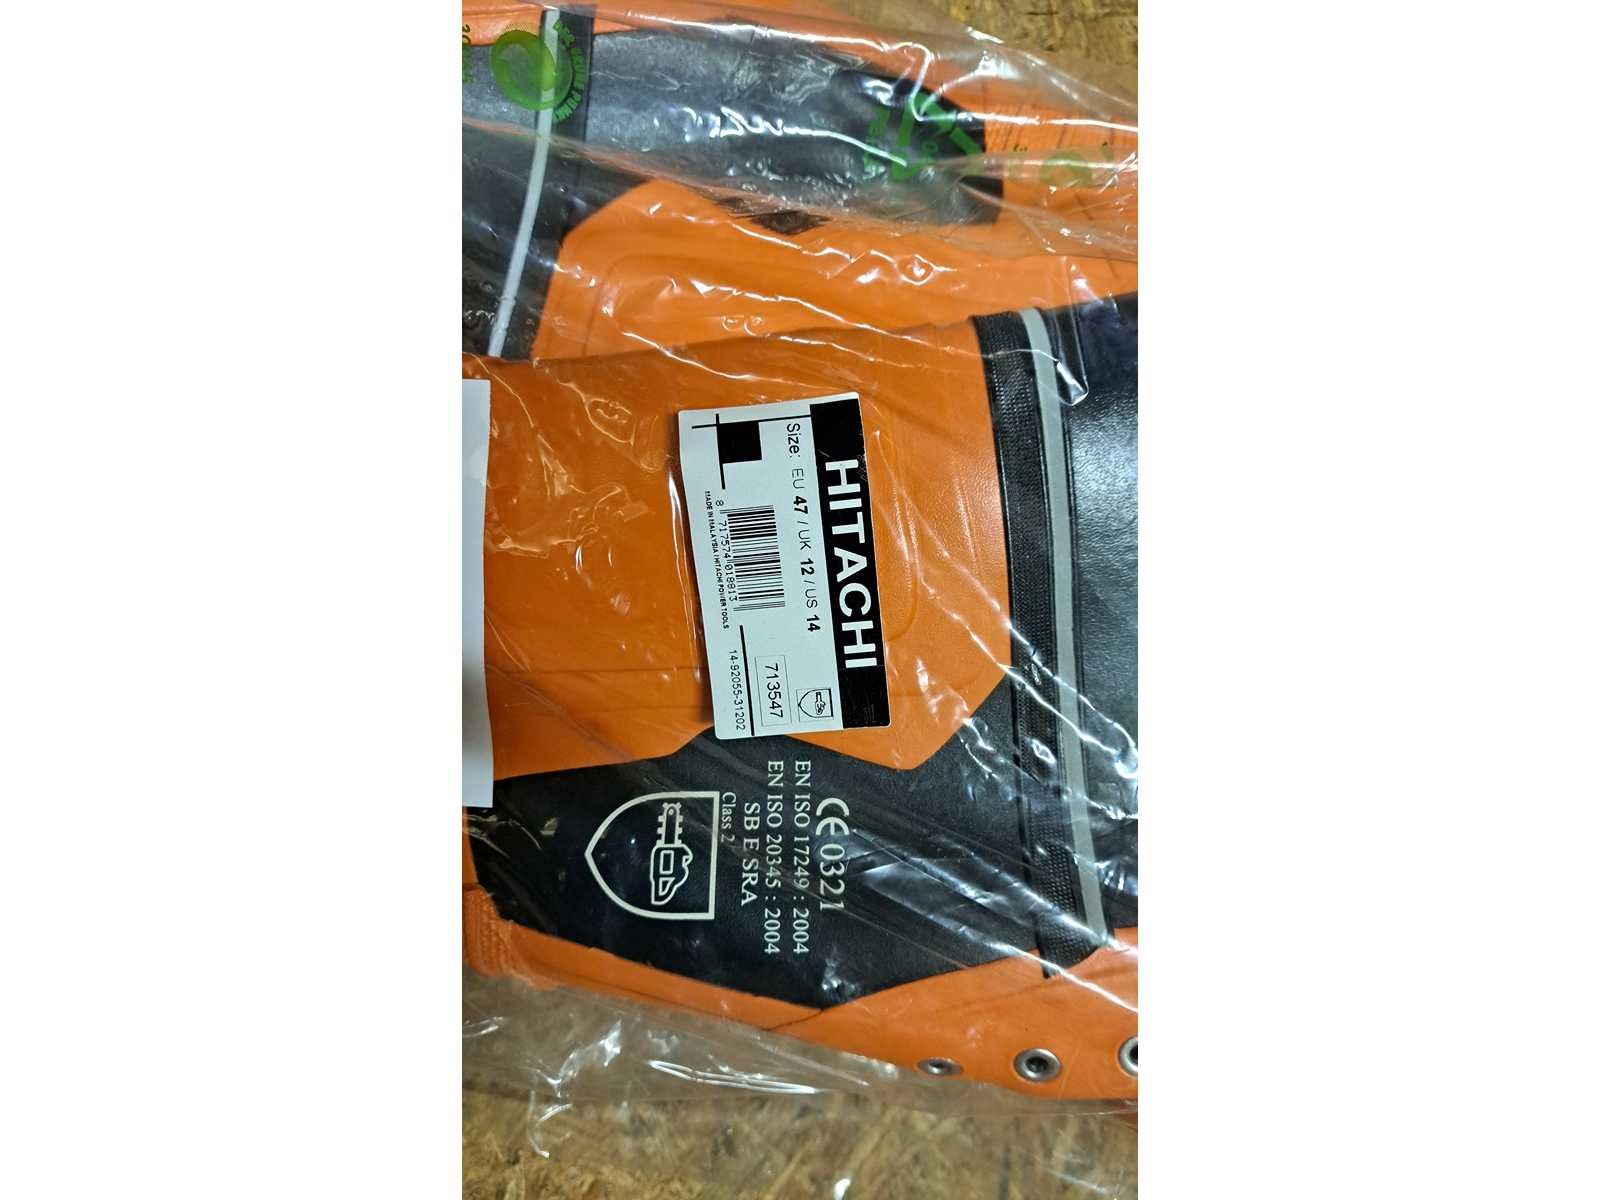 HITACHI
Size: EU 47 / UK 12 / US 14
713547
8 717574 018813
MADE IN MALAYSIA / HITACHI POWER TOOLS
14-92055-31202
CE 0321
EN ISO 17249 : 2004
EN ISO 20345 : 2004
SB E SRA
Class 2